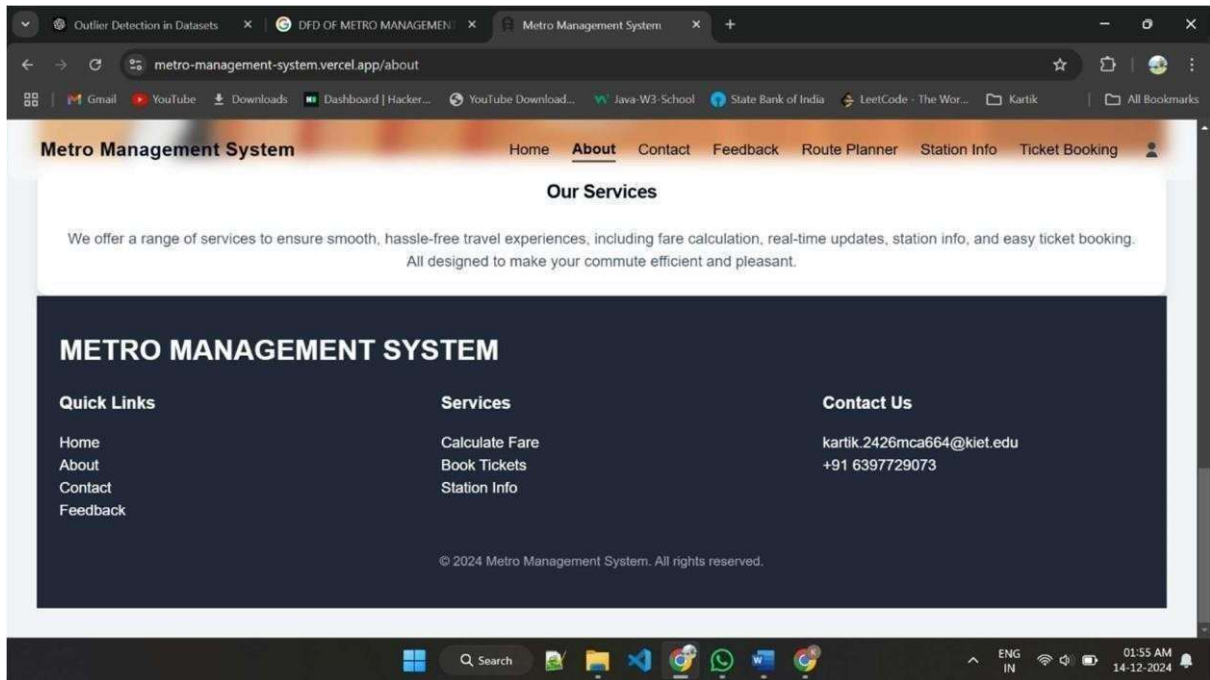 Outlier Detection in Datasets
DFD OF METRO MANAGEMENT
Metro Management System
metro-management-system.vercel.app/about
Gmail
YouTube
Downloads
Dashboard | Hacker...
YouTube Download...
Java-W3-School
State Bank of India
LeetCode - The Wor...
Kartik
All Bookmarks
Metro Management System
Home About Contact Feedback Route Planner Station Info Ticket Booking
Our Services
We offer a range of services to ensure smooth, hassle-free travel experiences, including fare calculation, real-time updates, station info, and easy ticket booking.
All designed to make your commute efficient and pleasant.
METRO MANAGEMENT SYSTEM
Quick Links
Home
About
Contact
Feedback
Services
Calculate Fare
Book Tickets
Station Info
Contact Us
kartik.2426mca664@kiet.edu
+91 6397729073
© 2024 Metro Management System. All rights reserved.
Search
ENG
IN
01:55 AM
14-12-2024